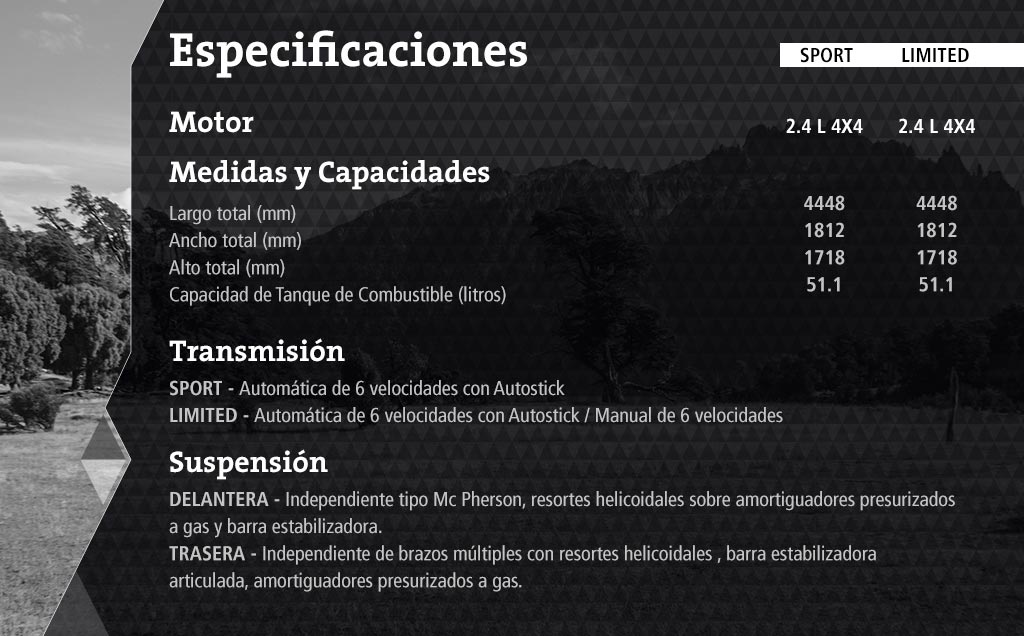 Especificaciones
SPORT LIMITED
Motor 2.4 L 4X4 2.4 L 4X4
Medidas y Capacidades
Largo total (mm) 4448 4448
Ancho total (mm) 1812 1812
Alto total (mm) 1718 1718
Capacidad de Tanque de Combustible (litros) 51.1 51.1
Transmisión
SPORT - Automática de 6 velocidades con Autostick
LIMITED - Automática de 6 velocidades con Autostick / Manual de 6 velocidades
Suspensión
DELANTERA - Independiente tipo Mc Pherson, resortes helicoidales sobre amortiguadores presurizados
a gas y barra estabilizadora.
TRASERA - Independiente de brazos múltiples con resortes helicoidales , barra estabilizadora
articulada, amortiguadores presurizados a gas.